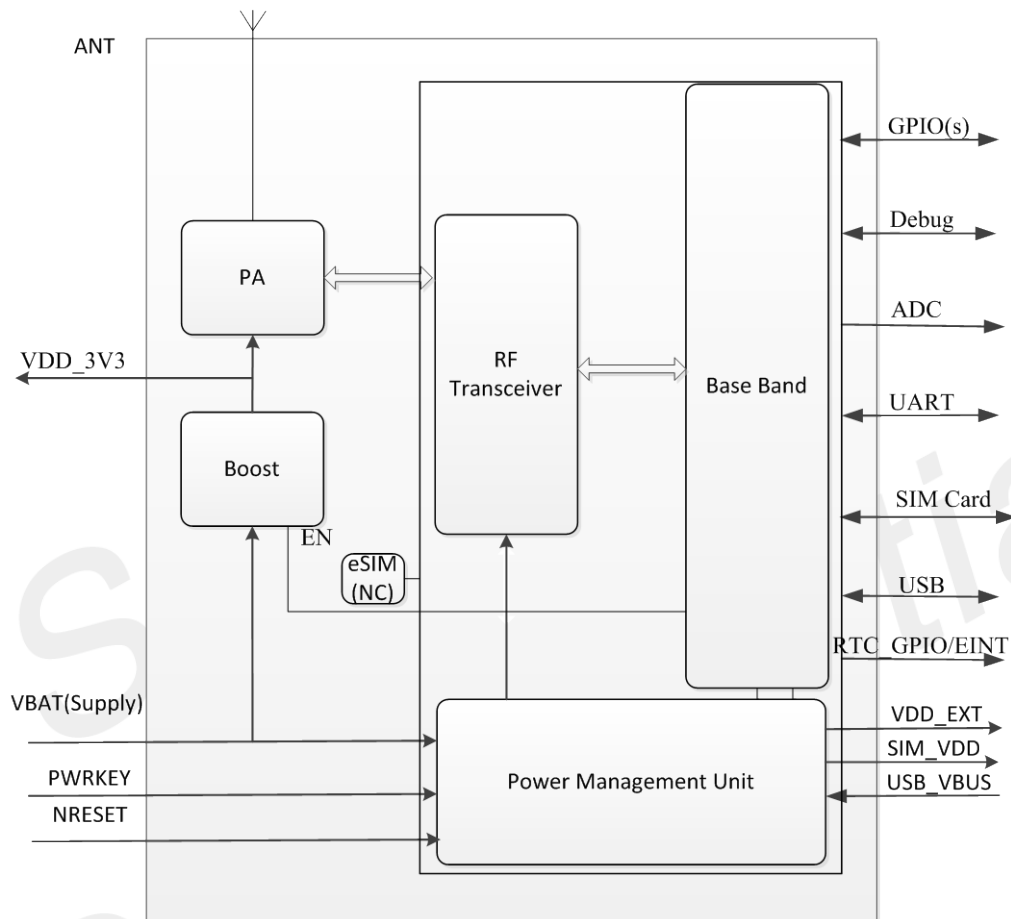 ANT
GPIO(s)
Debug
PA
ADC
VDD_3V3
RF
Transceiver
Base Band
UART
Boost
SIM Card
EN
eSIM
(NC)
USB
RTC_GPIO/EINT
VBAT(Supply)
VDD_EXT
SIM_VDD
PWRKEY
Power Management Unit
USB_VBUS
NRESET